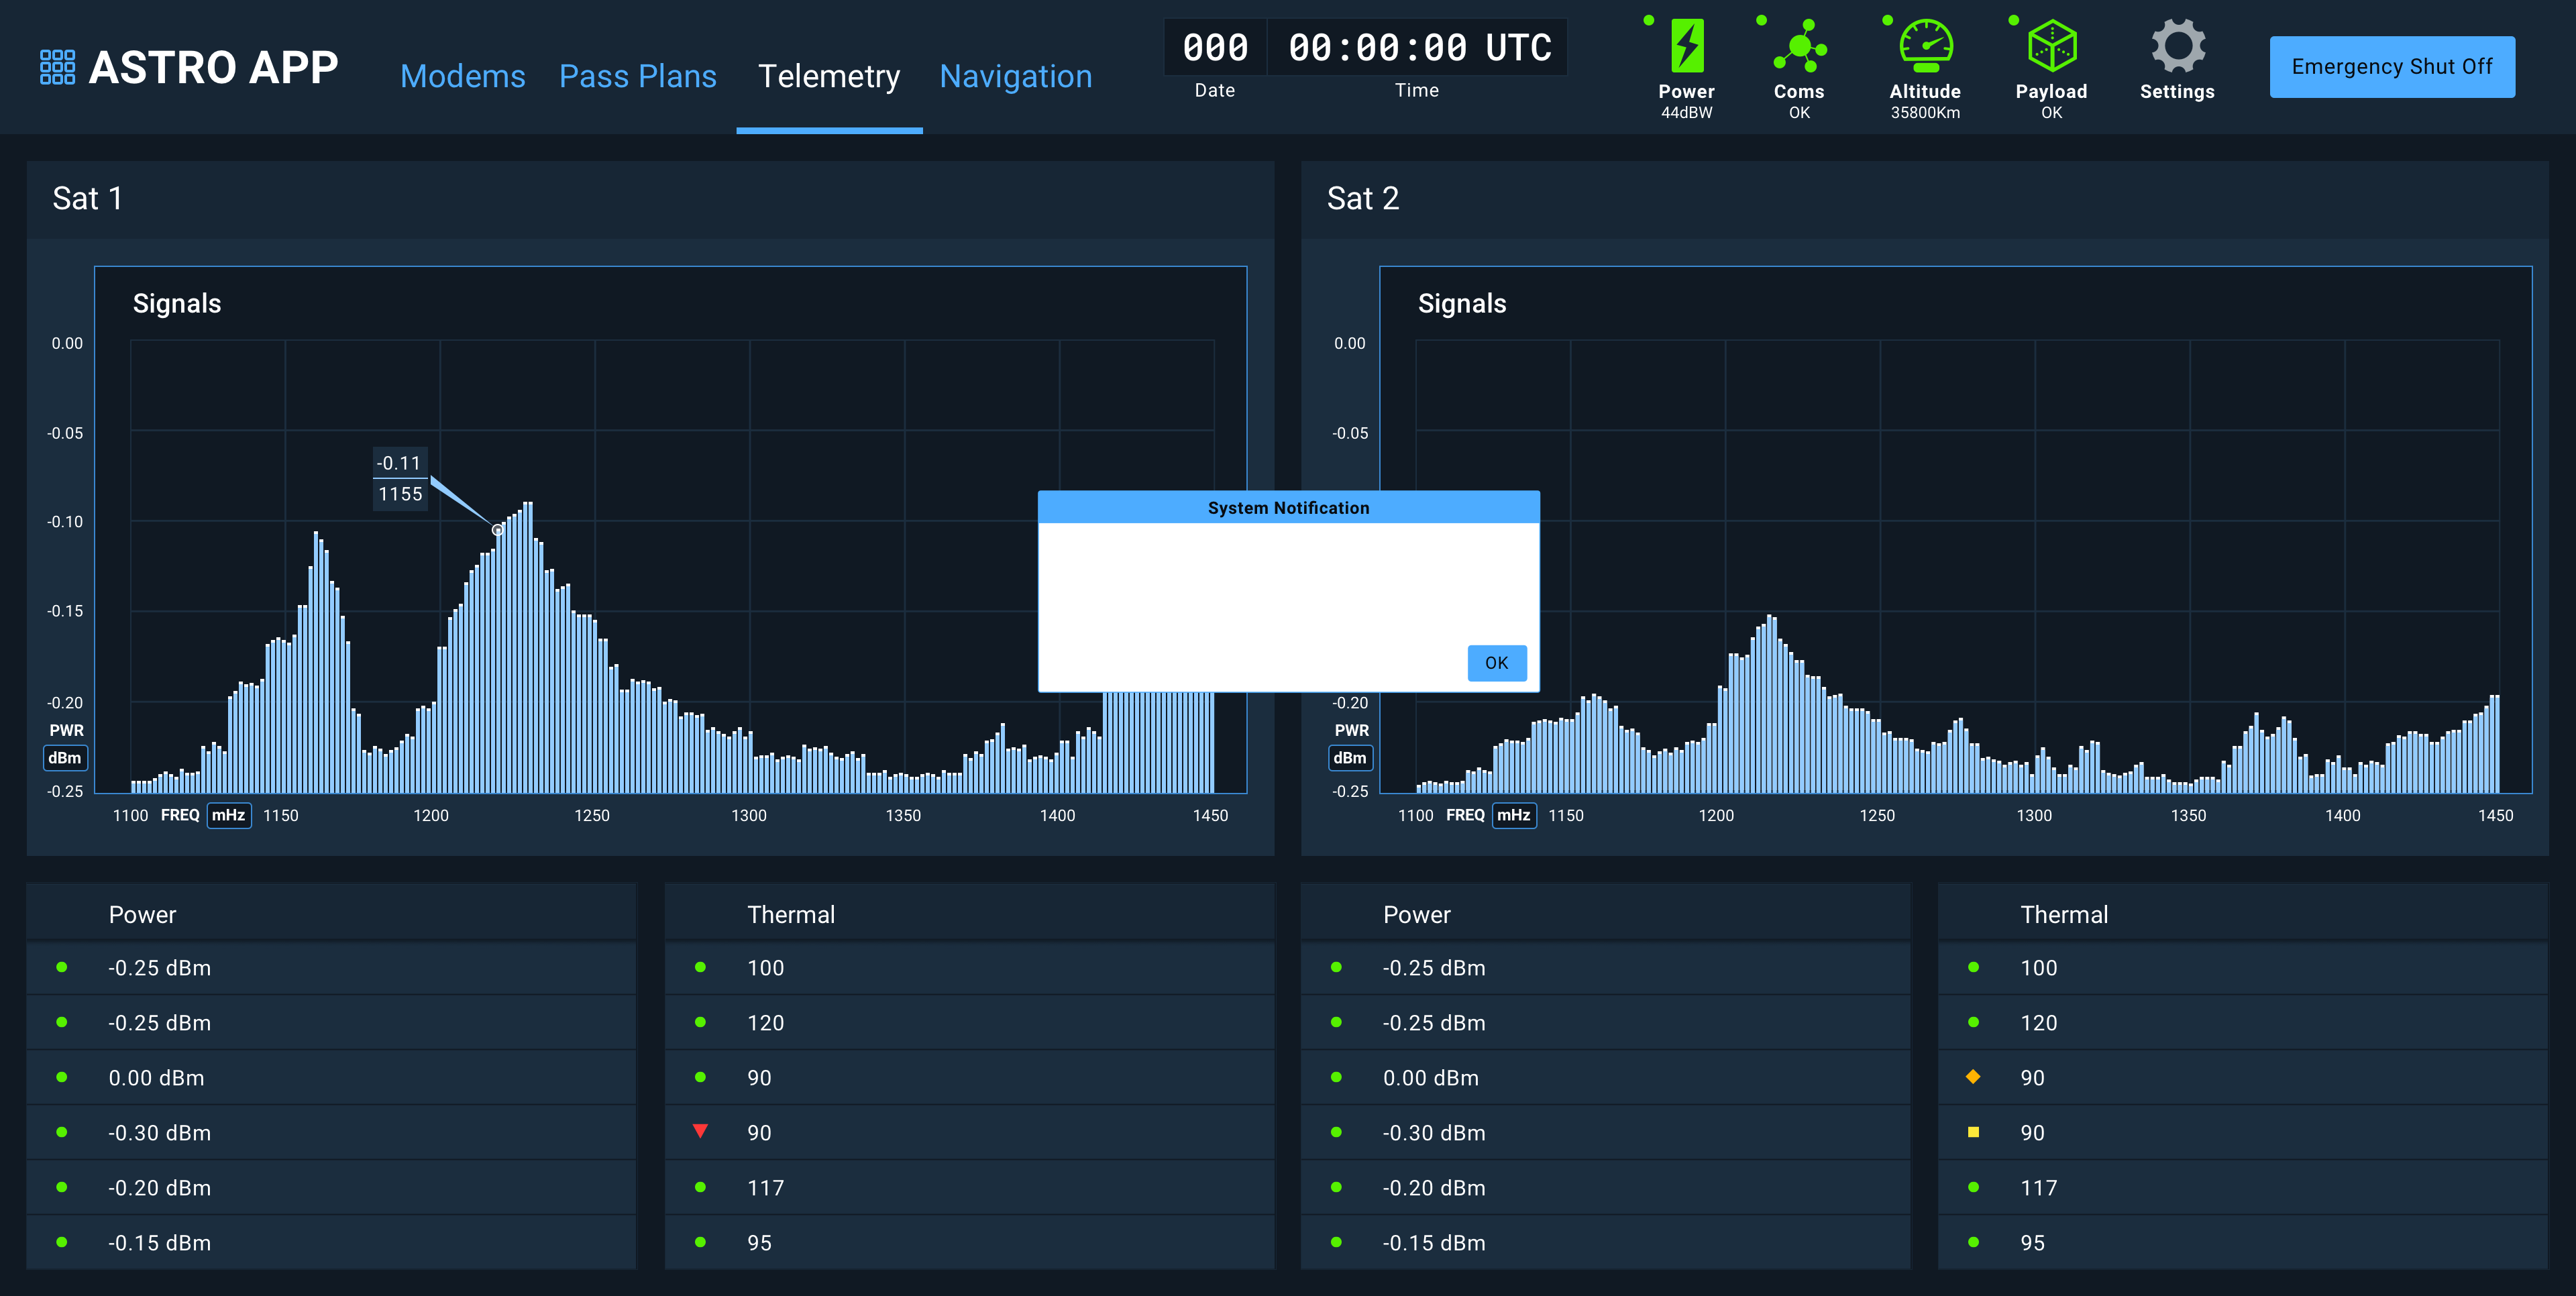 ASTRO APP
Modems
Pass Plans
Telemetry
Navigation
000
Date
00:00:00 UTC
Time
Power
44dBW
Coms
OK
Altitude
35800Km
Payload
OK
Settings
Emergency Shut Off
Sat 1
Signals
0.00
-0.05
-0.10
-0.15
-0.20
PWR
dBm
-0.25
-0.11
1155
1100 FREQ mHz 1150 1200 1250 1300 1350 1400 1450
Sat 2
Signals
0.00
-0.05
-0.20
PWR
dBm
-0.25
1100 FREQ mHz 1150 1200 1250 1300 1350 1400 1450
System Notification
OK
Power
-0.25 dBm
-0.25 dBm
0.00 dBm
-0.30 dBm
-0.20 dBm
-0.15 dBm
Thermal
100
120
90
90
117
95
Power
-0.25 dBm
-0.25 dBm
0.00 dBm
-0.30 dBm
-0.20 dBm
-0.15 dBm
Thermal
100
120
90
90
117
95